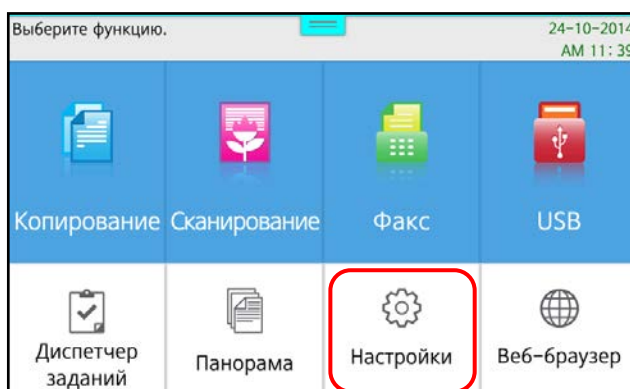 Выберите функцию.
24-10-2014
AM 11:39
Копирование Сканирование Факс USB
Диспетчер заданий
Панорама
Настройки
Веб-браузер